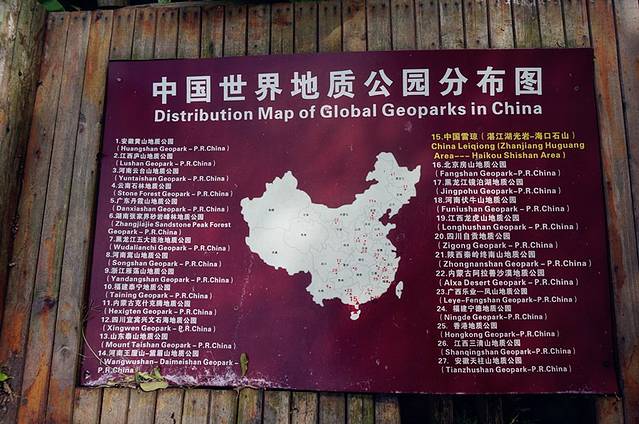 中国世界地质公园分布图
Distribution Map of Global Geoparks in China
1.安徽黄山地质公园
(Huangshan Geopark - P.R.China)
2.江西庐山地质公园
(Lushan Geopark - P.R.China)
3.河南云台山地质公园
(Yuntaishan Geopark - P.R.China)
4.云南石林地质公园
(Stone Forest Geopark - P.R.China)
5.广东丹霞山地质公园
(Danxiashan Geopark - P.R.China)
6.湖南张家界砂岩峰林地质公园
(Zhangjiajie Sandstone Peak Forest
Geopark - P.R.China)
7.黑龙江五大连池地质公园
(Wudalianchi Geopark - P.R.China)
8.河南嵩山地质公园
(Songshan Geopark - P.R.China)
9.浙江雁荡山地质公园
(Yandangshan Geopark - P.R.China)
10.福建泰宁地质公园
(Taining Geopark - P.R.China)
11.内蒙古克什克腾地质公园
(Hexigten Geopark - P.R.China)
12.四川宜宾兴文石海地质公园
(Xingwen Geopark - P.R.China)
13.山东泰山地质公园
(Mount Taishan Geopark - P.R.China)
14.河南王屋山-黛眉山地质公园
(Wangwushan- Daimeishan Geopark
P.R.China)
15.中国雷琼(湛江湖光岩-海口石山)
China Leiqiong (Zhanjiang Huguang
Area--- Haikou Shishan Area)
16.北京房山地质公园
(Fangshan Geopark-P.R.China)
17.黑龙江镜泊湖地质公园
(Jingpohu Geopark - P.R.China)
18.河南伏牛山地质公园
(Funiushan Geopark - P.R.China)
19.江西龙虎山地质公园
(Longhushan Geopark - P.R.China)
20.四川自贡地质公园
(Zigong Geopark - P.R.China)
21.陕西秦岭终南山地质公园
(Zhongnanshan Geopark-P.R.China)
22.内蒙古阿拉善沙漠地质公园
(Alxa Desert Geopark - P.R.China)
23.广西乐业—凤山地质公园
(Leye-Fengshan Geopark-P.R.China)
24. 福建宁德地质公园
(Ningde Geopark-P.R.China)
25. 香港地质公园
(Hongkong Geopark-P.R.China)
26. 江西三清山地质公园
(Shanqingshan Geopark-P.R.China)
27. 安徽天柱山地质公园
(Tianzhushan Geopark-P.R.China)
15